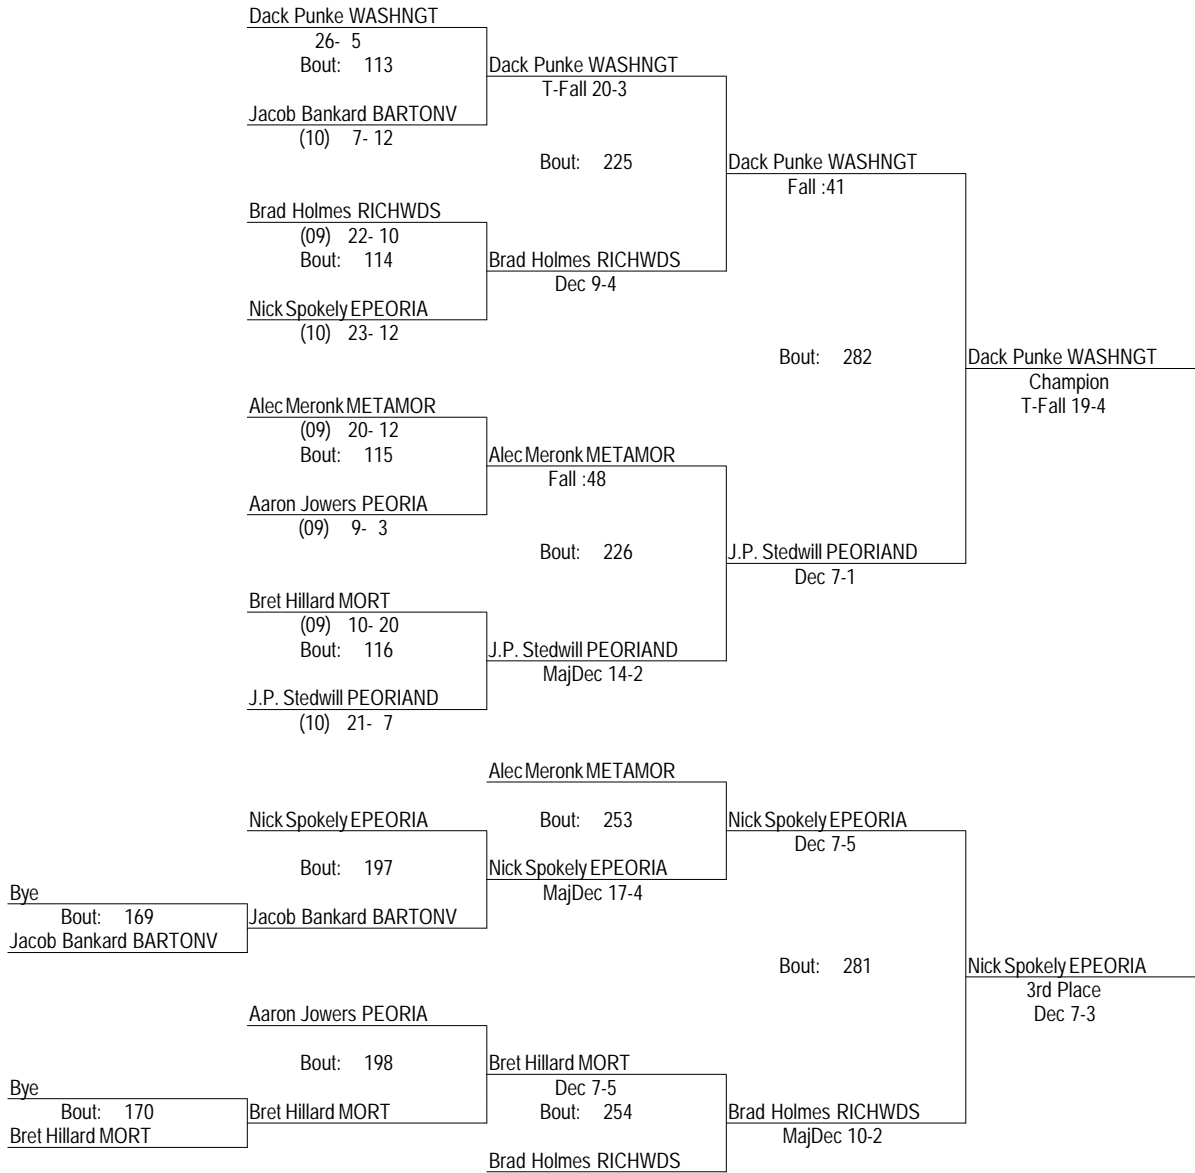 Dack Punke WASHNGT
26- 5
Bout: 113
Dack Punke WASHNGT
T-Fall 20-3
Jacob Bankard BARTONV
(10) 7- 12
Bout: 225
Dack Punke WASHNGT
Fall :41
Brad Holmes RICHWDS
(09) 22- 10
Bout: 114
Brad Holmes RICHWDS
Dec 9-4
Nick Spokely EPEORIA
(10) 23- 12
Bout: 282
Dack Punke WASHNGT
Champion
T-Fall 19-4
Alec Meronk METAMOR
(09) 20- 12
Bout: 115
Alec Meronk METAMOR
Fall :48
Aaron Jowers PEORIA
(09) 9- 3
Bout: 226
J.P. Stedwill PEORIAND
Dec 7-1
Bret Hillard MORT
(09) 10- 20
Bout: 116
J.P. Stedwill PEORIAND
MajDec 14-2
J.P. Stedwill PEORIAND
(10) 21- 7
Alec Meronk METAMOR
Nick Spokely EPEORIA
Bout: 253
Nick Spokely EPEORIA
Dec 7-5
Bout: 197
Nick Spokely EPEORIA
MajDec 17-4
Bye
Bout: 169
Jacob Bankard BARTONV
Jacob Bankard BARTONV
Bout: 281
Nick Spokely EPEORIA
3rd Place
Dec 7-3
Aaron Jowers PEORIA
Bout: 198
Bret Hillard MORT
Dec 7-5
Bye
Bout: 170
Bret Hillard MORT
Bret Hillard MORT
Bout: 254
Brad Holmes RICHWDS
MajDec 10-2
Brad Holmes RICHWDS